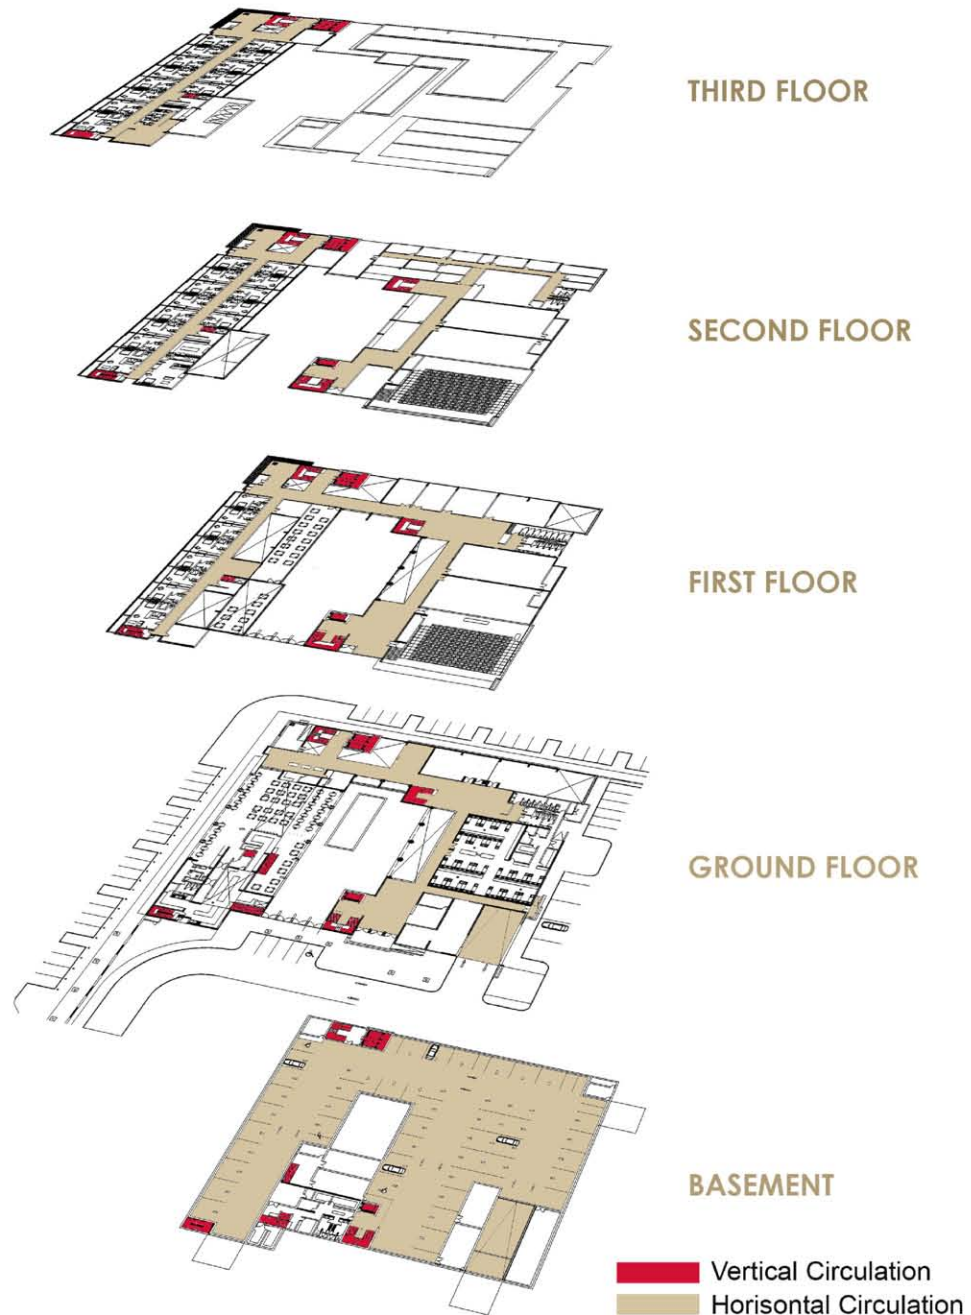 THIRD FLOOR
SECOND FLOOR
FIRST FLOOR
GROUND FLOOR
BASEMENT
Vertical Circulation
Horisontal Circulation